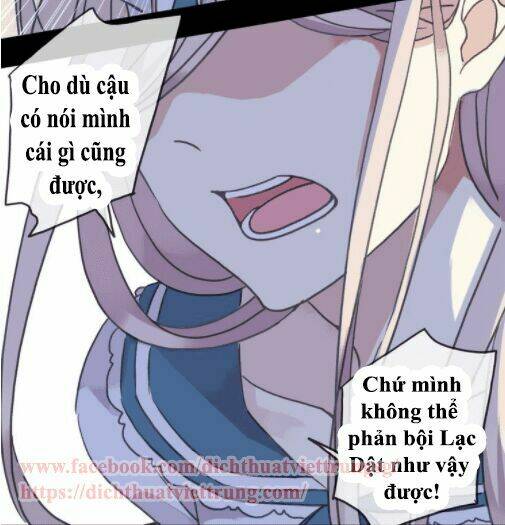 Cho dù cậu
có nói mình
cái gì cũng
được,
Chứ mình
không thể
phản bội Lạc
Dật như vậy
được!
www.facebook.com/dichthuatviettrung/
https://dichthuatviettrung.com/